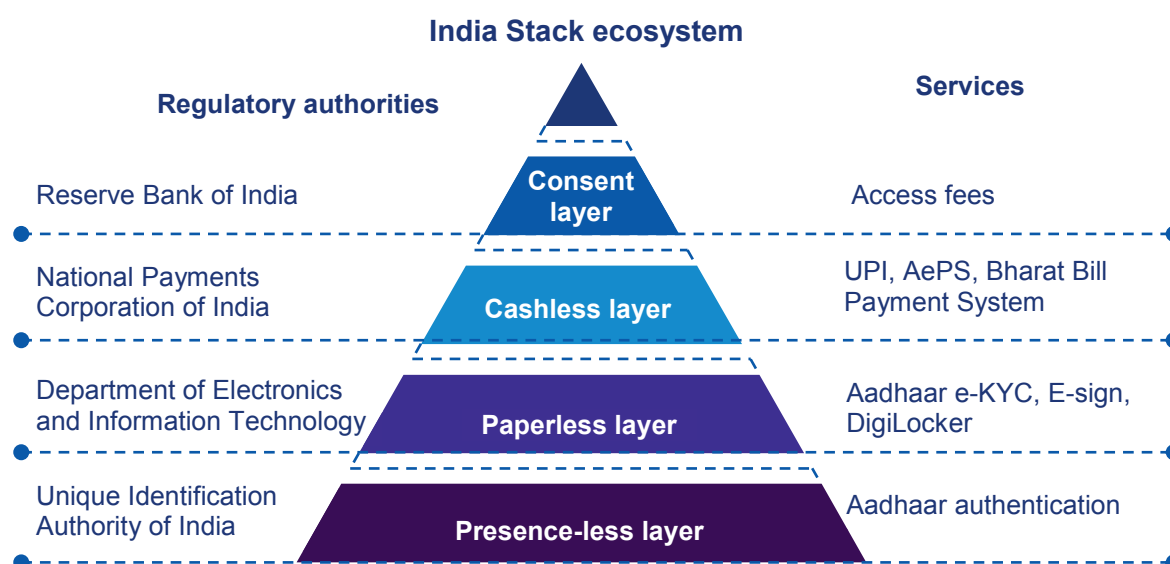 India Stack ecosystem
Regulatory authorities
Services
Reserve Bank of India
Consent
layer
Access fees
National Payments
Corporation of India
Cashless layer
UPI, AePS, Bharat Bill
Payment System
Department of Electronics
and Information Technology
Paperless layer
Aadhaar e-KYC, E-sign,
DigiLocker
Unique Identification
Authority of India
Presence-less layer
Aadhaar authentication